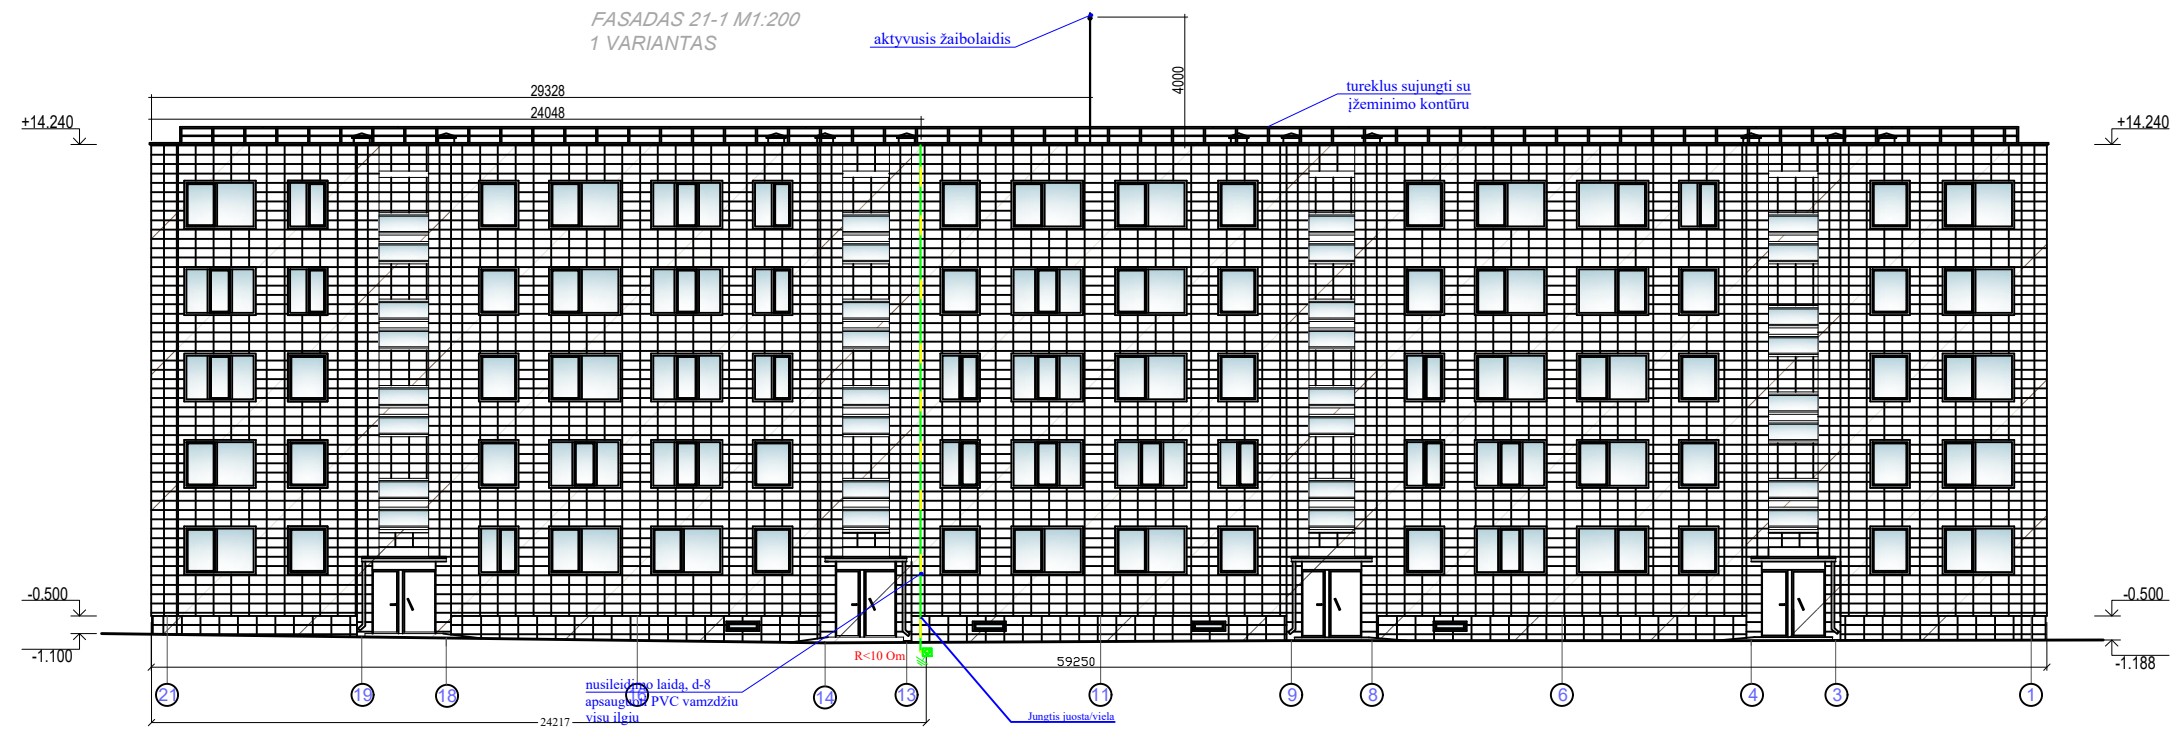 FASADAS 21-1 M1:200
1 VARIANTAS
aktyvusis žaibolaidis
4000
29328
24048
tureklus sujungti su
įžeminimo kontūru
+14.240
+14.240
-0.500
-0.500
-1.100
-1.188
R<10 Om
59250
21
19
18
16
14
13
11
9
8
6
4
3
1
nusileidimo laidą, d-8
apsaugoti PVC vamzdžiu
visu ilgiu
24217
Jungtis juosta/viela